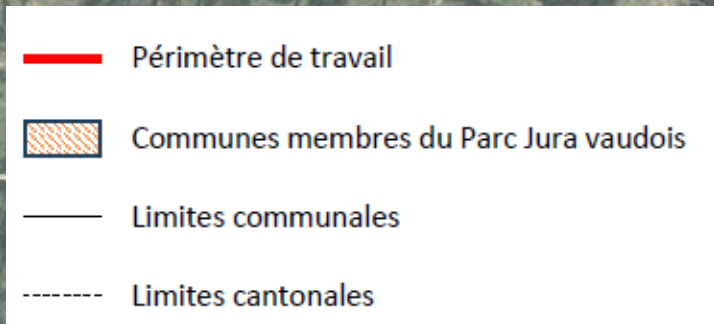 Périmètre de travail
Communes membres du Parc Jura vaudois
Limites communales
Limites cantonales